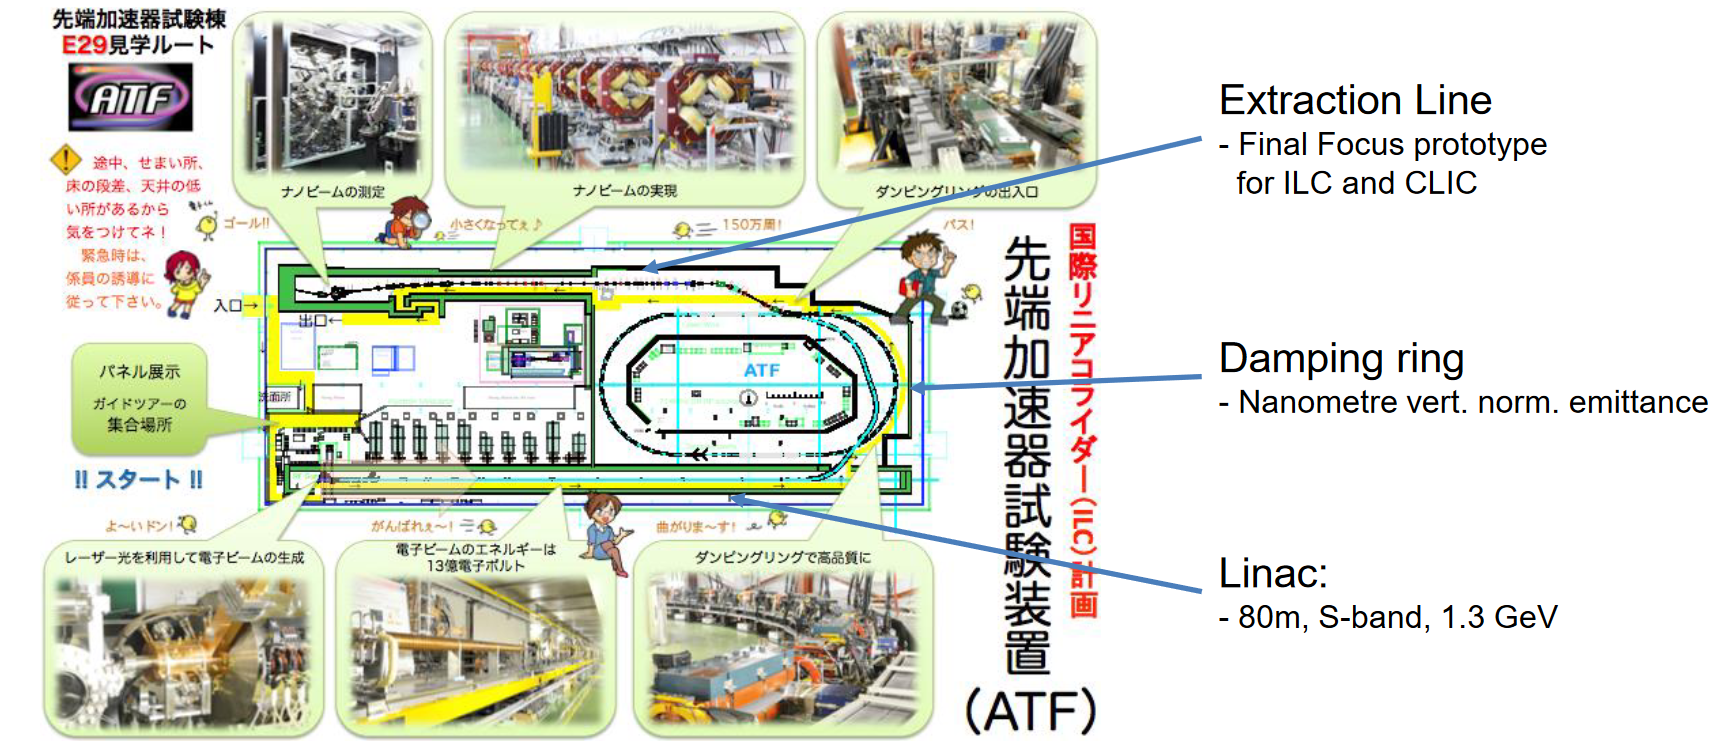 先端加速器試験棟
E29見学ルート
ATF
途中、せまい所、
床の段差、天井の低
い所があるから
気をつけてネ！
緊急時は、
係員の誘導に
従って下さい。
ナノビームの測定
ナノビームの実現
ダンピングリングの出入口
ゴール!!
小さくなってぇ♪
150万周！
パス！
入口→
出口←
パネル展示
ガイドツアーの
集合場所
洗面所
ATF
!! スタート !!
よ〜いドン！
がんばれぇ〜！
曲がりま〜す！
レーザー光を利用して電子ビームの生成
電子ビームのエネルギーは
13億電子ボルト
ダンピングリングで高品質に
国際リニアコライダー（ILC）計画
先端加速器試験装置
（ATF）
Extraction Line
- Final Focus prototype
for ILC and CLIC
Damping ring
- Nanometre vert. norm. emittance
Linac:
- 80m, S-band, 1.3 GeV